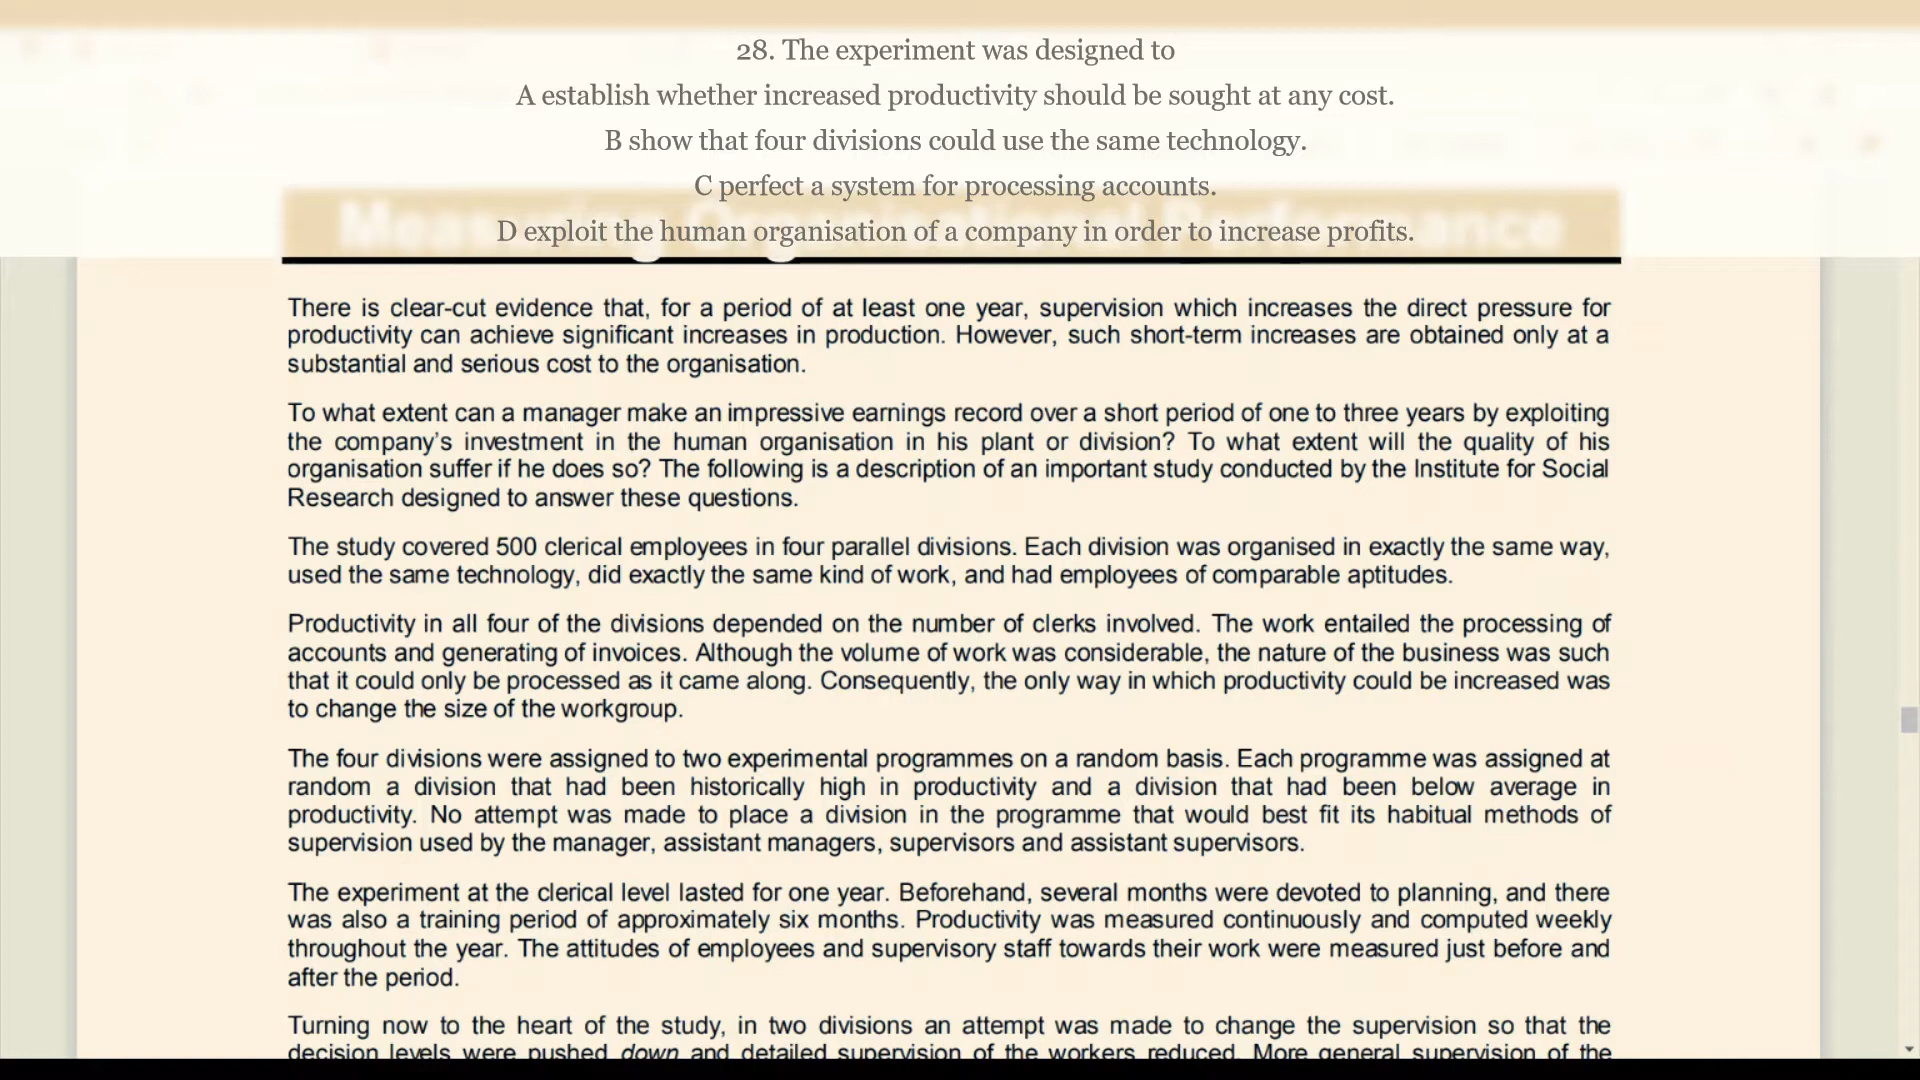 28. The experiment was designed to
A establish whether increased productivity should be sought at any cost.
B show that four divisions could use the same technology.
C perfect a system for processing accounts.
D exploit the human organisation of a company in order to increase profits.
Measuring Organisational Performance
There is clear-cut evidence that, for a period of at least one year, supervision which increases the direct pressure for
productivity can achieve significant increases in production. However, such short-term increases are obtained only at a
substantial and serious cost to the organisation.
To what extent can a manager make an impressive earnings record over a short period of one to three years by exploiting
the company's investment in the human organisation in his plant or division? To what extent will the quality of his
organisation suffer if he does so? The following is a description of an important study conducted by the Institute for Social
Research designed to answer these questions.
The study covered 500 clerical employees in four parallel divisions. Each division was organised in exactly the same way,
used the same technology, did exactly the same kind of work, and had employees of comparable aptitudes.
Productivity in all four of the divisions depended on the number of clerks involved. The work entailed the processing of
accounts and generating of invoices. Although the volume of work was considerable, the nature of the business was such
that it could only be processed as it came along. Consequently, the only way in which productivity could be increased was
to change the size of the workgroup.
The four divisions were assigned to two experimental programmes on a random basis. Each programme was assigned at
random a division that had been historically high in productivity and a division that had been below average in
productivity. No attempt was made to place a division in the programme that would best fit its habitual methods of
supervision used by the manager, assistant managers, supervisors and assistant supervisors.
The experiment at the clerical level lasted for one year. Beforehand, several months were devoted to planning, and there
was also a training period of approximately six months. Productivity was measured continuously and computed weekly
throughout the year. The attitudes of employees and supervisory staff towards their work were measured just before and
after the period.
Turning now to the heart of the study, in two divisions an attempt was made to change the supervision so that the
decision levels were pushed down and detailed supervision of the workers reduced. More general supervision of the